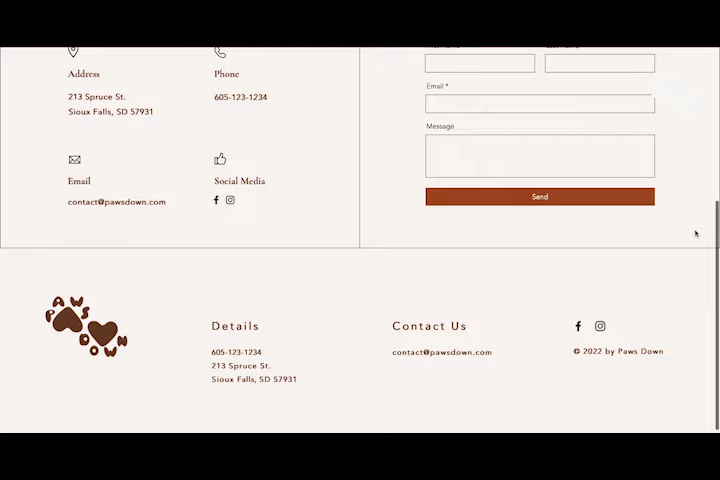 Address
Phone
213 Spruce St.
Sioux Falls, SD 57931
605-123-1234
Email
Social Media
contact@pawsdown.com
Email *
Message
Send
PAWS
DOWN
Details
605-123-1234
213 Spruce St.
Sioux Falls, SD 57931
Contact Us
contact@pawsdown.com
© 2022 by Paws Down